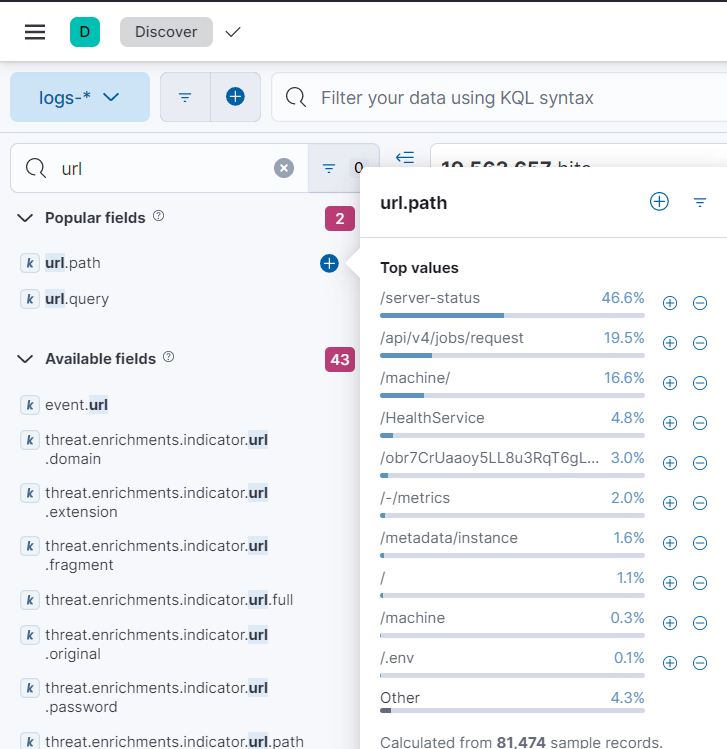 D
Discover
logs-*
Filter your data using KQL syntax
url
0
Popular fields
2
k url.path
k url.query
Available fields
43
k event.url
k threat.enrichments.indicator.url
.domain
k threat.enrichments.indicator.url
.extension
k threat.enrichments.indicator.url
.fragment
k threat.enrichments.indicator.url.full
k threat.enrichments.indicator.url
.original
k threat.enrichments.indicator.url
.password
k threat.enrichments.indicator.url.path
url.path
Top values
/server-status 46.6%
/api/v4/jobs/request 19.5%
/machine/ 16.6%
/HealthService 4.8%
/obr7CrUaaoy5LL8u3RqT6gL... 3.0%
/-/metrics 2.0%
/metadata/instance 1.6%
/ 1.1%
/machine 0.3%
/.env 0.1%
Other 4.3%
Calculated from 81,474 sample records.